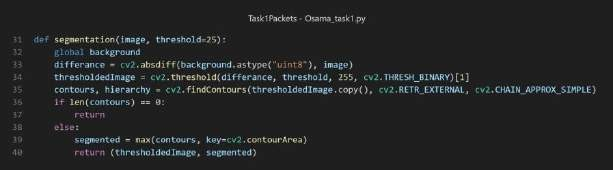 Task1Packets - Osama_task1.py
31 def segmentation(image, threshold=25):
32     global background
33     differance = cv2.absdiff(background.astype("uint8"), image)
34     thresholdedImage = cv2.threshold(differance, threshold, 255, cv2.THRESH_BINARY)[1]
35     contours, hierarchy = cv2.findContours(thresholdedImage.copy(), cv2.RETR_EXTERNAL, cv2.CHAIN_APPROX_SIMPLE)
36     if len(contours) == 0:
37         return
38     else:
39         segmented = max(contours, key=cv2.contourArea)
40         return (thresholdedImage, segmented)